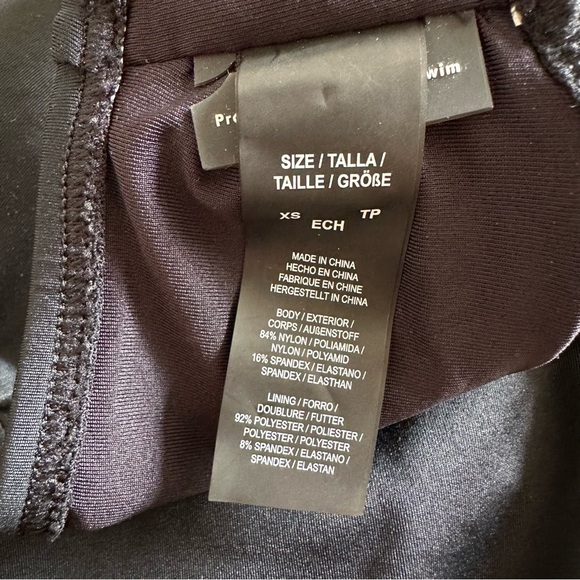 Pro
wim
SIZE / TALLA /
TAILLE / GRÖßE
XS ECH TP
MADE IN CHINA
HECHO EN CHINA
FABRIQUE EN CHINE
HERGESTELLT IN CHINA
BODY / EXTERIOR /
CORPS / AUßENSTOFF
84% NYLON / POLIAMIDA /
NYLON / POLYAMID
16% SPANDEX / ELASTANO /
SPANDEX / ELASTHAN
LINING / FORRO /
DOUBLURE / FUTTER
92% POLYESTER / POLIESTER /
POLYESTER / POLYESTER
8% SPANDEX / ELASTANO /
SPANDEX / ELASTAN